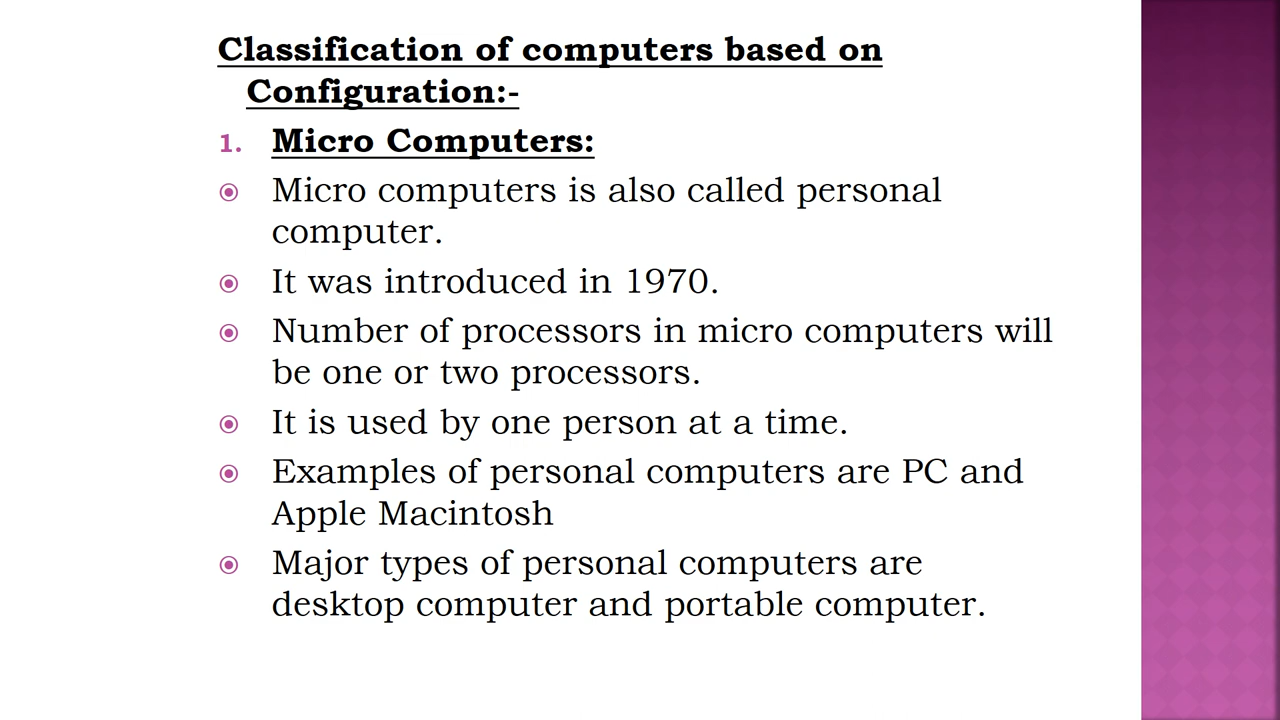 Classification of computers based on
Configuration:-
1. Micro Computers:
Micro computers is also called personal
computer.
It was introduced in 1970.
Number of processors in micro computers will
be one or two processors.
It is used by one person at a time.
Examples of personal computers are PC and
Apple Macintosh
Major types of personal computers are
desktop computer and portable computer.